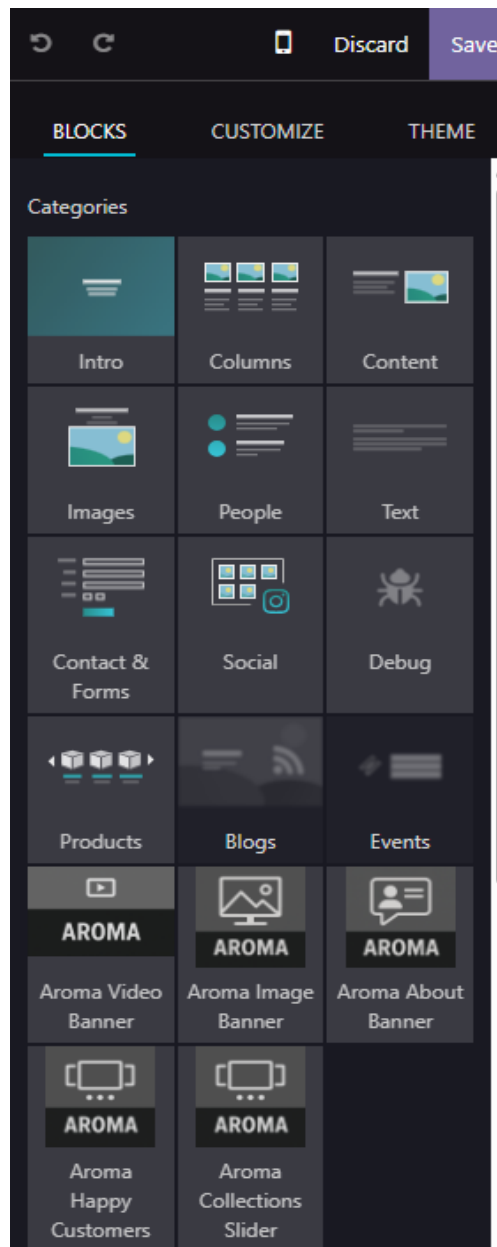 Discard Save
BLOCKS CUSTOMIZE THEME
Categories
Intro Columns Content
Images People Text
Contact & Forms Social Debug
Products Blogs Events
AROMA AROMA AROMA
Aroma Video Banner Aroma Image Banner Aroma About Banner
AROMA AROMA
Aroma Happy Customers Aroma Collections Slider